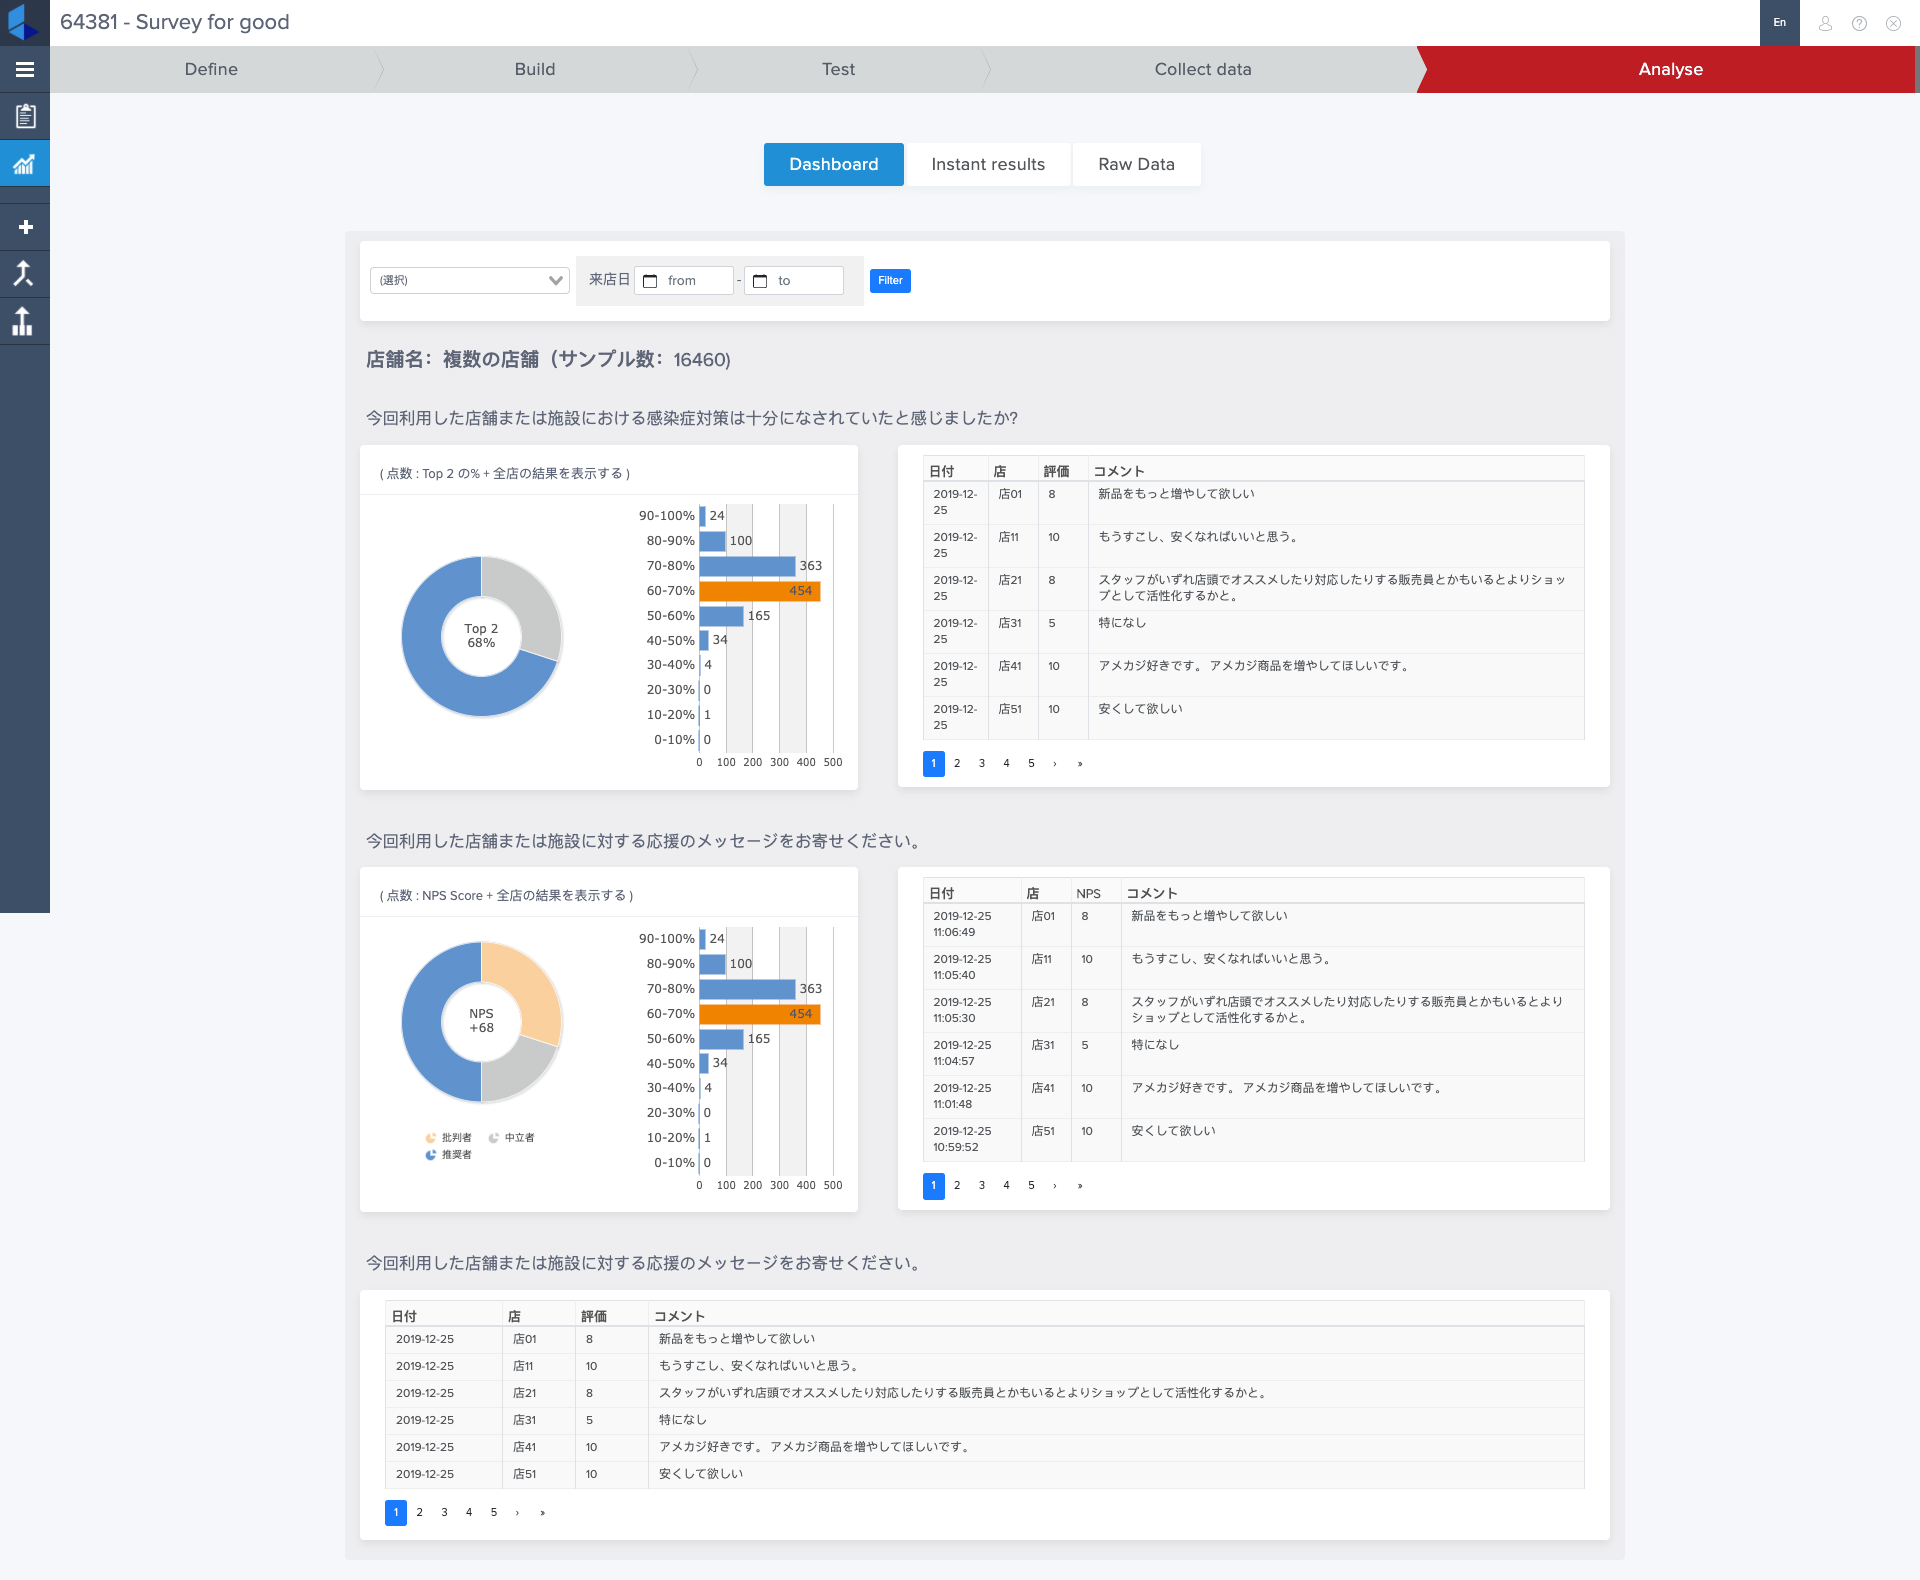 64381 - Survey for good
En
Define
Build
Test
Collect data
Analyse
Dashboard
Instant results
Raw Data
(選択)
来店日
from
-
to
Filter
店舗名：複数の店舗（サンプル数：16460)
今回利用した店舗または施設における感染症対策は十分になされていたと感じましたか?
( 点数 : Top 2 の% + 全店の結果を表示する )
Top 2
68%
90-100% 24
80-90% 100
70-80% 363
60-70% 454
50-60% 165
40-50% 34
30-40% 4
20-30% 0
10-20% 1
0-10% 0
0 100 200 300 400 500
日付 店 評価 コメント
2019-12-25 店01 8 新品をもっと増やして欲しい
2019-12-25 店11 10 もうすこし、安くなればいいと思う。
2019-12-25 店21 8 スタッフがいずれ店頭でオススメしたり対応したりする販売員とかもいるとよりショップとして活性化するかと。
2019-12-25 店31 5 特になし
2019-12-25 店41 10 アメカジ好きです。 アメカジ商品を増やしてほしいです。
2019-12-25 店51 10 安くして欲しい
1 2 3 4 5 › »
今回利用した店舗または施設に対する応援のメッセージをお寄せください。
( 点数 : NPS Score + 全店の結果を表示する )
NPS
+68
批判者 中立者
推奨者
90-100% 24
80-90% 100
70-80% 363
60-70% 454
50-60% 165
40-50% 34
30-40% 4
20-30% 0
10-20% 1
0-10% 0
0 100 200 300 400 500
日付 店 NPS コメント
2019-12-25 11:06:49 店01 8 新品をもっと増やして欲しい
2019-12-25 11:05:40 店11 10 もうすこし、安くなればいいと思う。
2019-12-25 11:05:30 店21 8 スタッフがいずれ店頭でオススメしたり対応したりする販売員とかもいるとよりショップとして活性化するかと。
2019-12-25 11:04:57 店31 5 特になし
2019-12-25 11:01:48 店41 10 アメカジ好きです。 アメカジ商品を増やしてほしいです。
2019-12-25 10:59:52 店51 10 安くして欲しい
1 2 3 4 5 › »
今回利用した店舗または施設に対する応援のメッセージをお寄せください。
日付 店 評価 コメント
2019-12-25 店01 8 新品をもっと増やして欲しい
2019-12-25 店11 10 もうすこし、安くなればいいと思う。
2019-12-25 店21 8 スタッフがいずれ店頭でオススメしたり対応したりする販売員とかもいるとよりショップとして活性化するかと。
2019-12-25 店31 5 特になし
2019-12-25 店41 10 アメカジ好きです。 アメカジ商品を増やしてほしいです。
2019-12-25 店51 10 安くして欲しい
1 2 3 4 5 › »